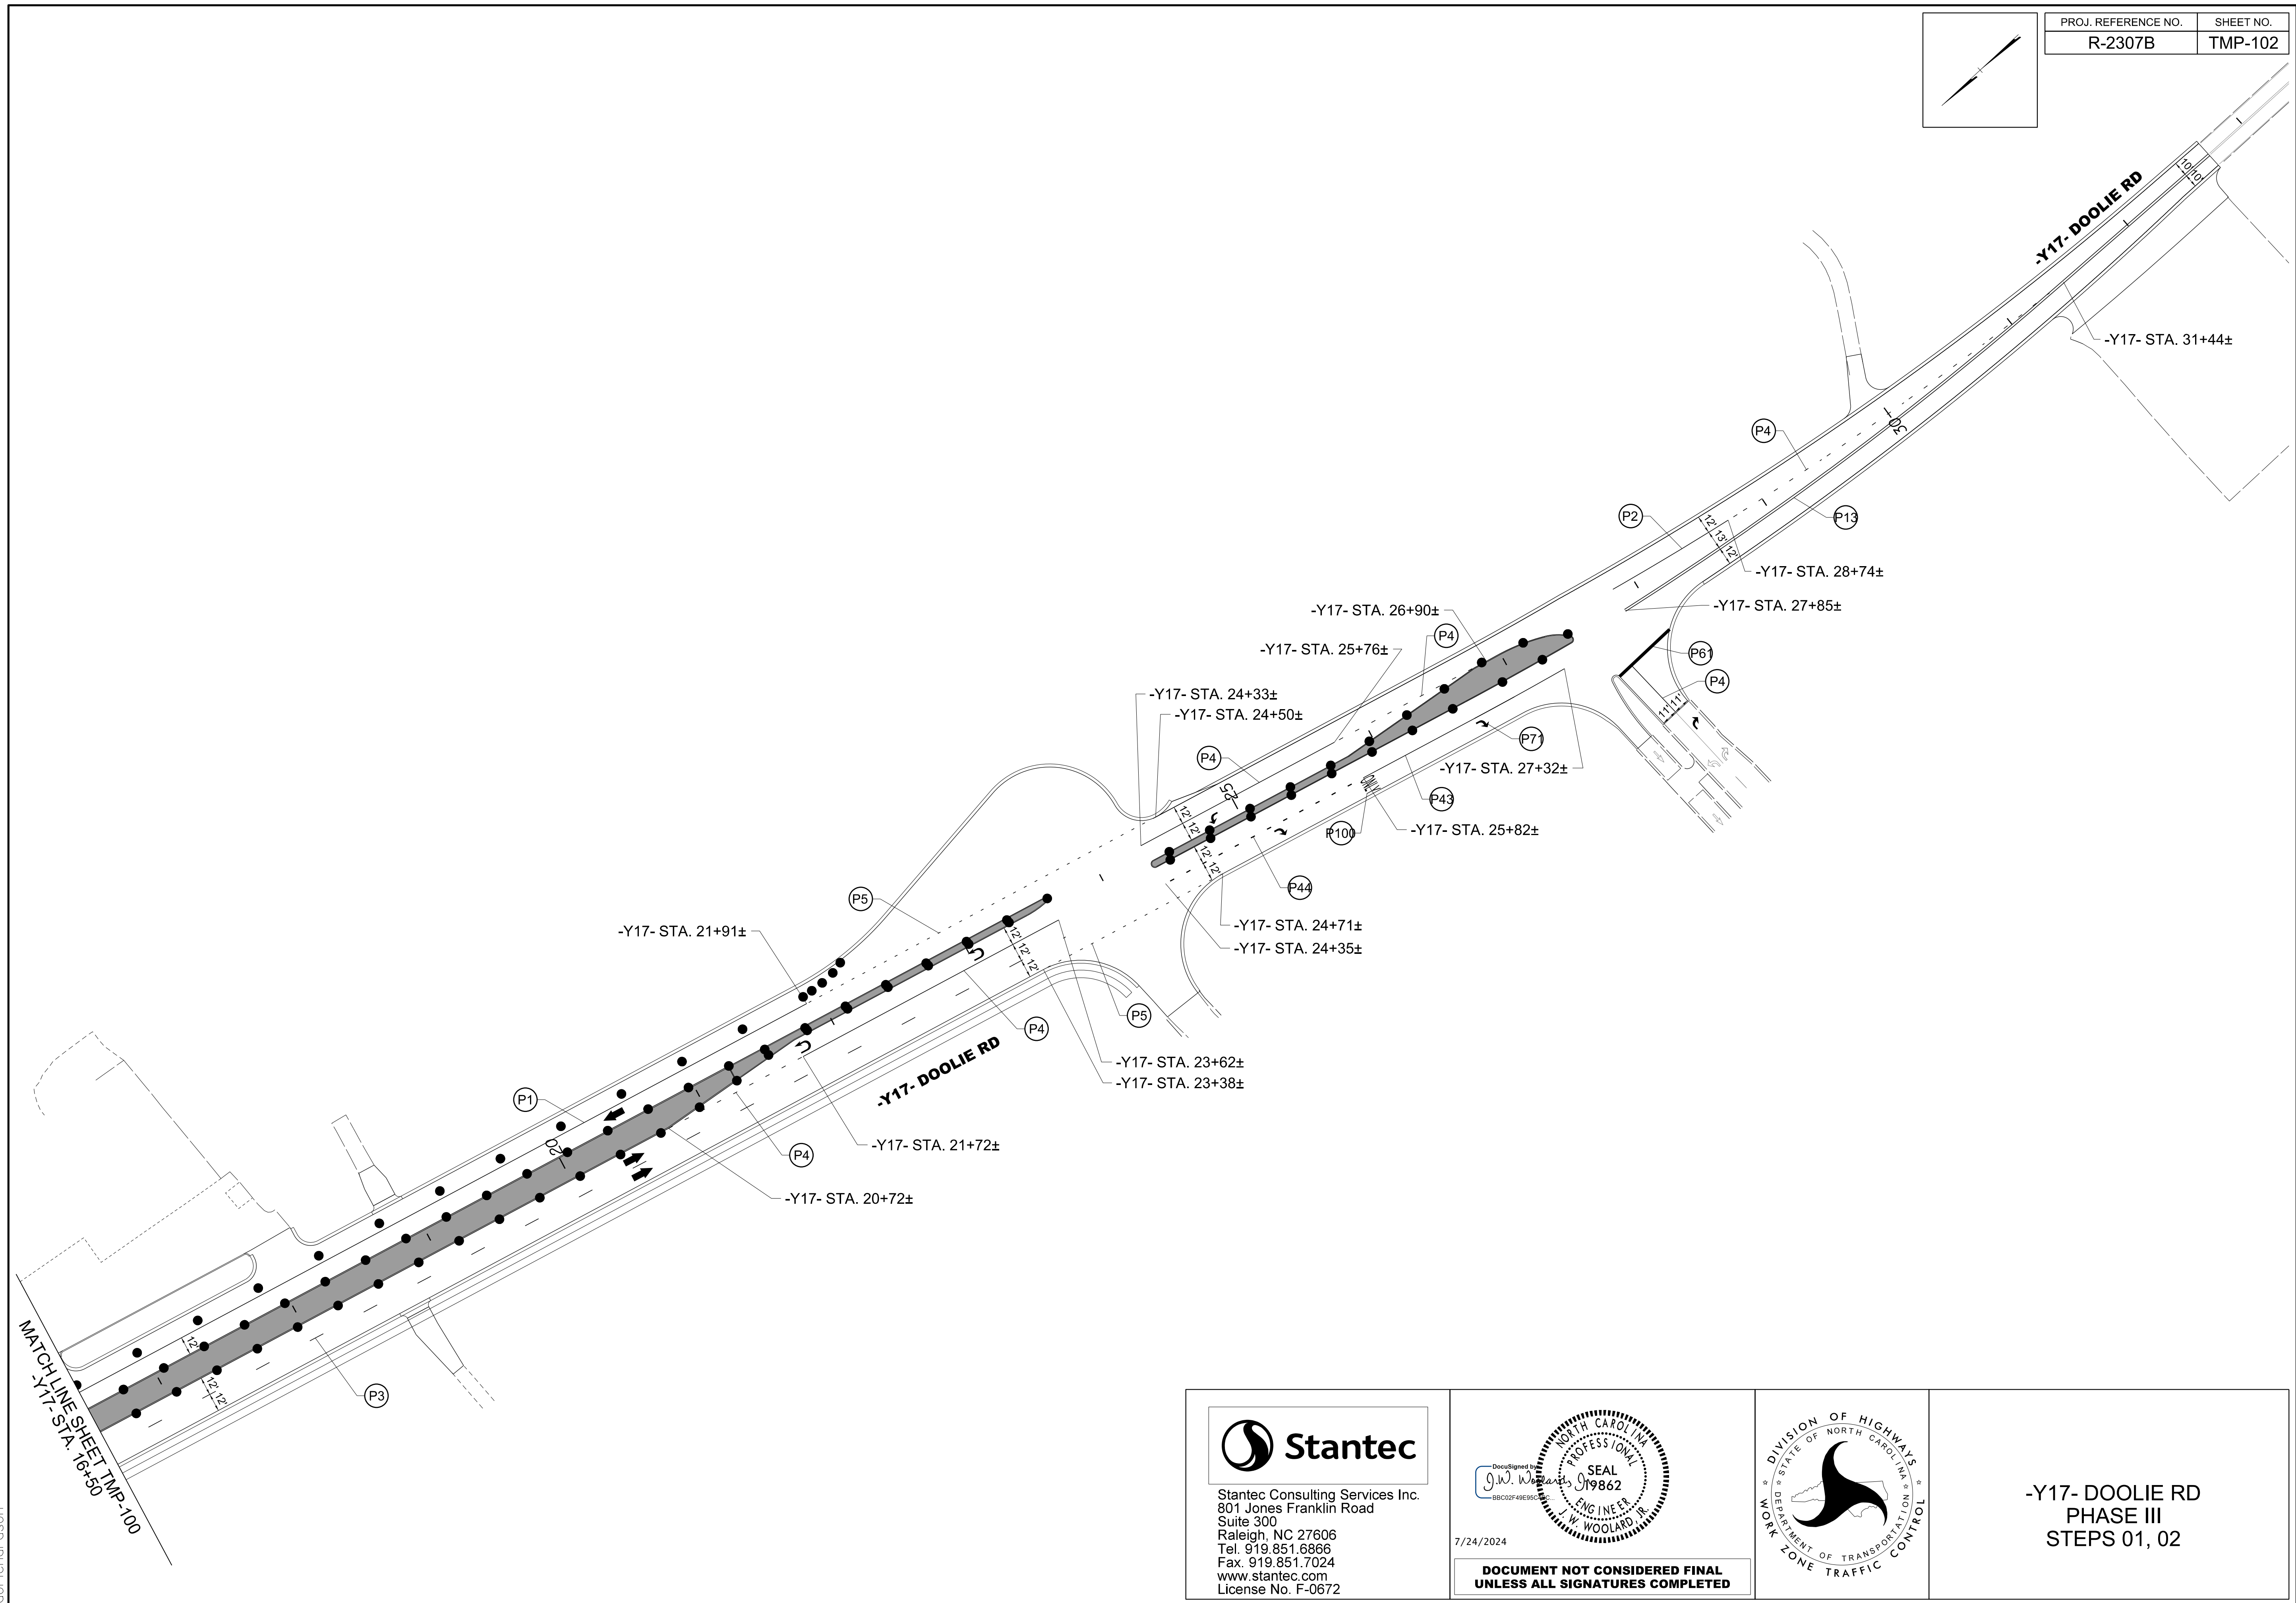 PROJ. REFERENCE NO. SHEET NO.
R-2307B TMP-102
-Y17- DOOLIE RD
10' 10'
-Y17- STA. 31+44±
P4
30
P2
P13
12' 13' 12'
-Y17- STA. 28+74±
-Y17- STA. 27+85±
-Y17- STA. 26+90±
P4
-Y17- STA. 25+76±
P61
P4
11' 11'
-Y17- STA. 24+33±
-Y17- STA. 24+50±
P71
P4
-Y17- STA. 27+32±
25
ONLY
P43
12' 12'
P100
-Y17- STA. 25+82±
12' 12'
P44
P5
-Y17- STA. 24+71±
-Y17- STA. 21+91±
-Y17- STA. 24+35±
12' 12' 12'
P5
P4
-Y17- DOOLIE RD
-Y17- STA. 23+62±
-Y17- STA. 23+38±
P1
20
-Y17- STA. 21+72±
P4
-Y17- STA. 20+72±
12'
12' 12'
P3
MATCH LINE SHEET TMP-100
-Y17- STA. 16+50
Stantec
Stantec Consulting Services Inc.
801 Jones Franklin Road
Suite 300
Raleigh, NC 27606
Tel. 919.851.6866
Fax. 919.851.7024
www.stantec.com
License No. F-0672
DocuSigned by
J.W. Woolard, Jr.
NORTH CAROLINA
PROFESSIONAL
SEAL
19862
ENGINEER
J. W. WOOLARD, JR.
7/24/2024
DOCUMENT NOT CONSIDERED FINAL
UNLESS ALL SIGNATURES COMPLETED
DIVISION OF HIGHWAYS
STATE OF NORTH CAROLINA
DEPARTMENT OF TRANSPORTATION
WORK ZONE TRAFFIC CONTROL
-Y17- DOOLIE RD
PHASE III
STEPS 01, 02